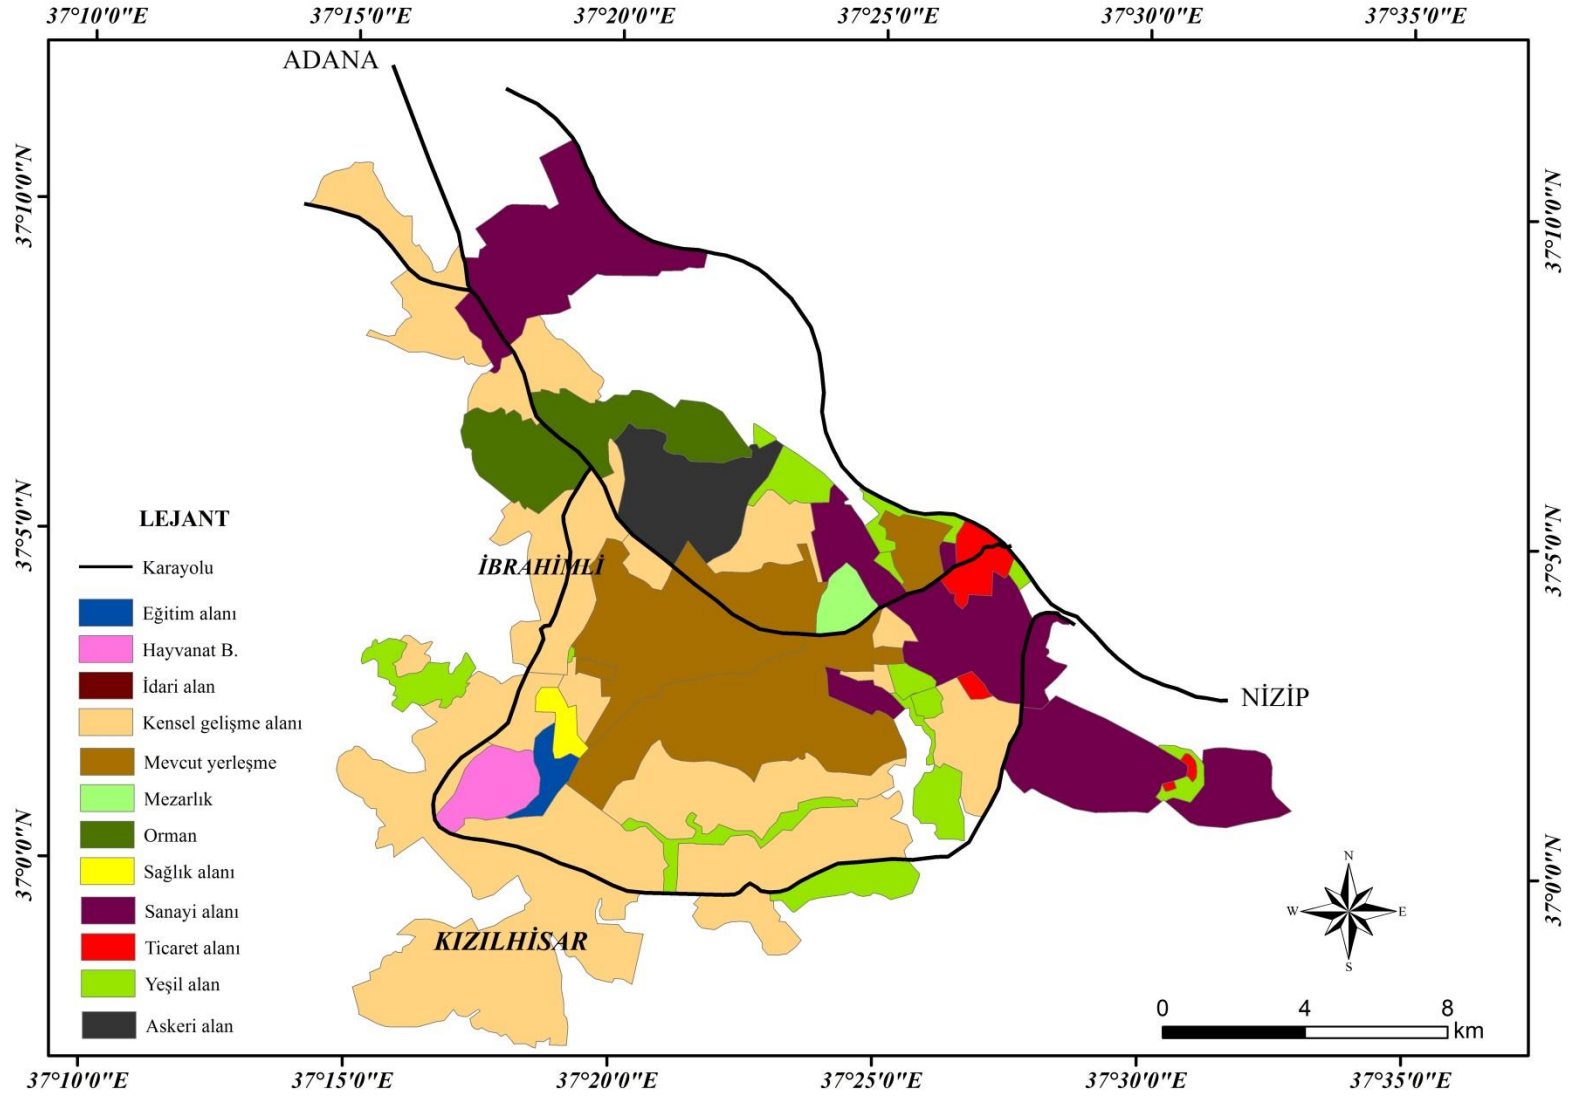 37°10'0"E 37°15'0"E 37°20'0"E 37°25'0"E 37°30'0"E 37°35'0"E
ADANA
37°10'0"N 37°10'0"N
LEJANT
37°5'0"N 37°5'0"N
Karayolu
İBRAHİMLİ
Eğitim alanı
Hayvanat B.
İdari alan
NİZİP
Kensel gelişme alanı
Mevcut yerleşme
Mezarlık
Orman
37°0'0"N 37°0'0"N
Sağlık alanı
Sanayi alanı
KIZILHİSAR
Ticaret alanı
Yeşil alan
Askeri alan
N
W E
S
0 4 8
km
37°10'0"E 37°15'0"E 37°20'0"E 37°25'0"E 37°30'0"E 37°35'0"E